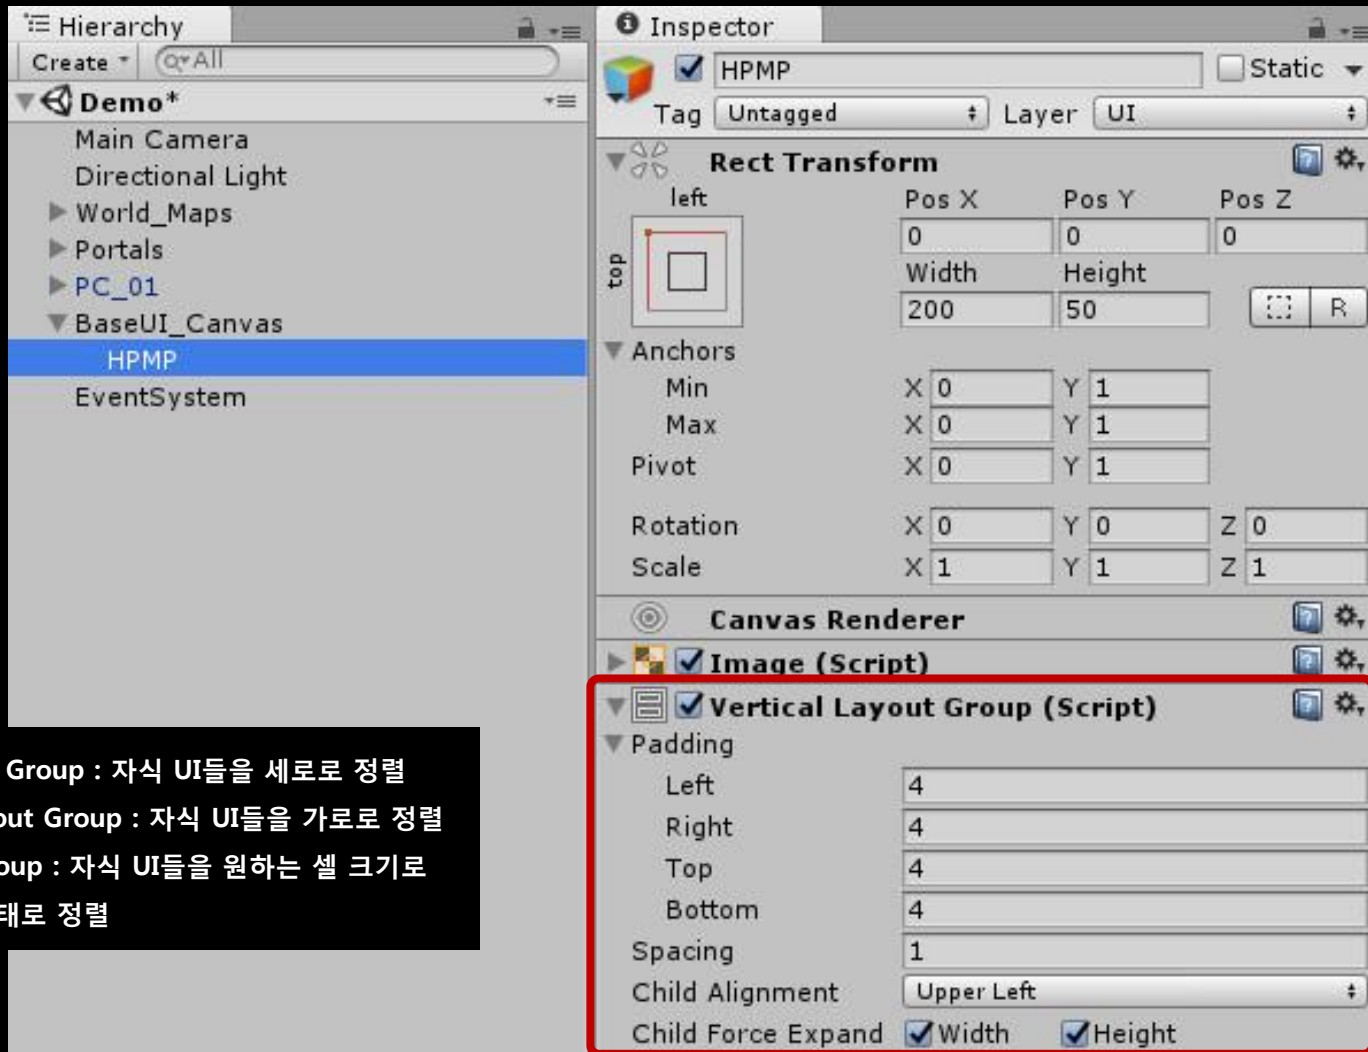 Hierarchy
Create
All
Demo*
Main Camera
Directional Light
World_Maps
Portals
PC_01
BaseUI_Canvas
HPMP
EventSystem
Group : 자식 UI들을 세로로 정렬
out Group : 자식 UI들을 가로로 정렬
oup : 자식 UI들을 원하는 셀 크기로
태로 정렬
Inspector
HPMP Static
Tag Untagged Layer UI
Rect Transform
left Pos X Pos Y Pos Z
top 0 0 0
Width Height
200 50 R
Anchors
Min X 0 Y 1
Max X 0 Y 1
Pivot X 0 Y 1
Rotation X 0 Y 0 Z 0
Scale X 1 Y 1 Z 1
Canvas Renderer
Image (Script)
Vertical Layout Group (Script)
Padding
Left 4
Right 4
Top 4
Bottom 4
Spacing 1
Child Alignment Upper Left
Child Force Expand Width Height